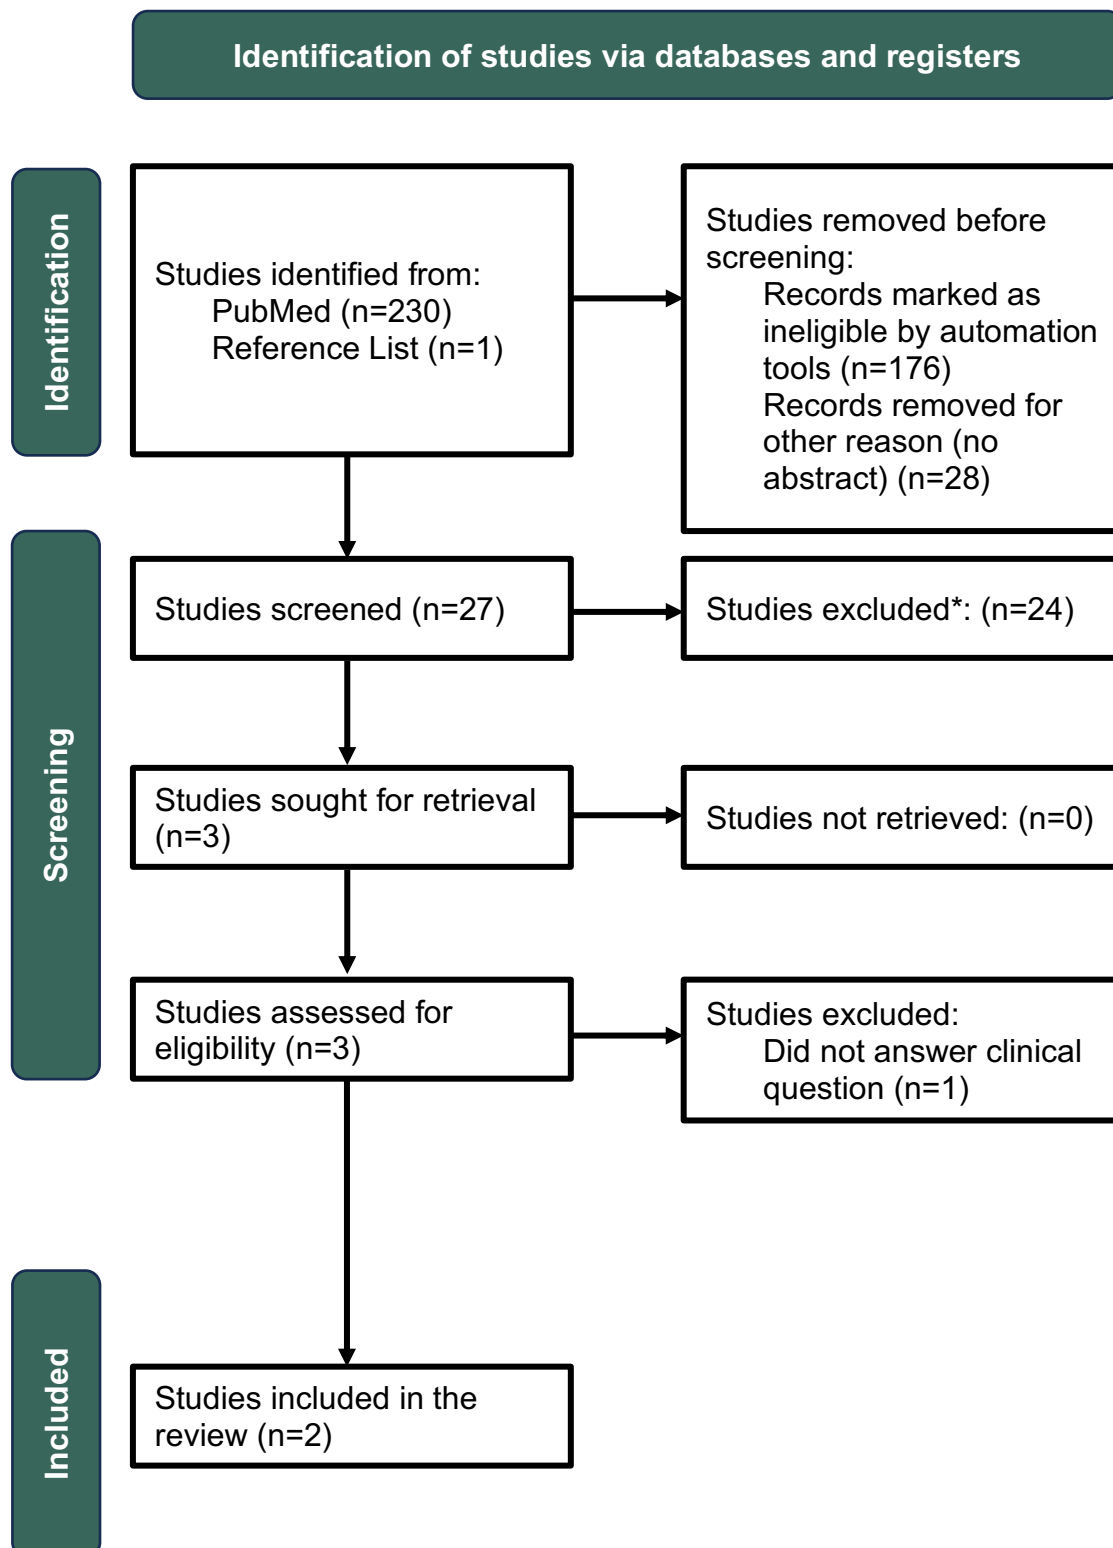 Identification of studies via databases and registers
Identification
Studies identified from:
PubMed (n=230)
Reference List (n=1)
Studies removed before
screening:
Records marked as
ineligible by automation
tools (n=176)
Records removed for
other reason (no
abstract) (n=28)
Screening
Studies screened (n=27)
Studies excluded*: (n=24)
Studies sought for retrieval
(n=3)
Studies not retrieved: (n=0)
Studies assessed for
eligibility (n=3)
Studies excluded:
Did not answer clinical
question (n=1)
Included
Studies included in the
review (n=2)